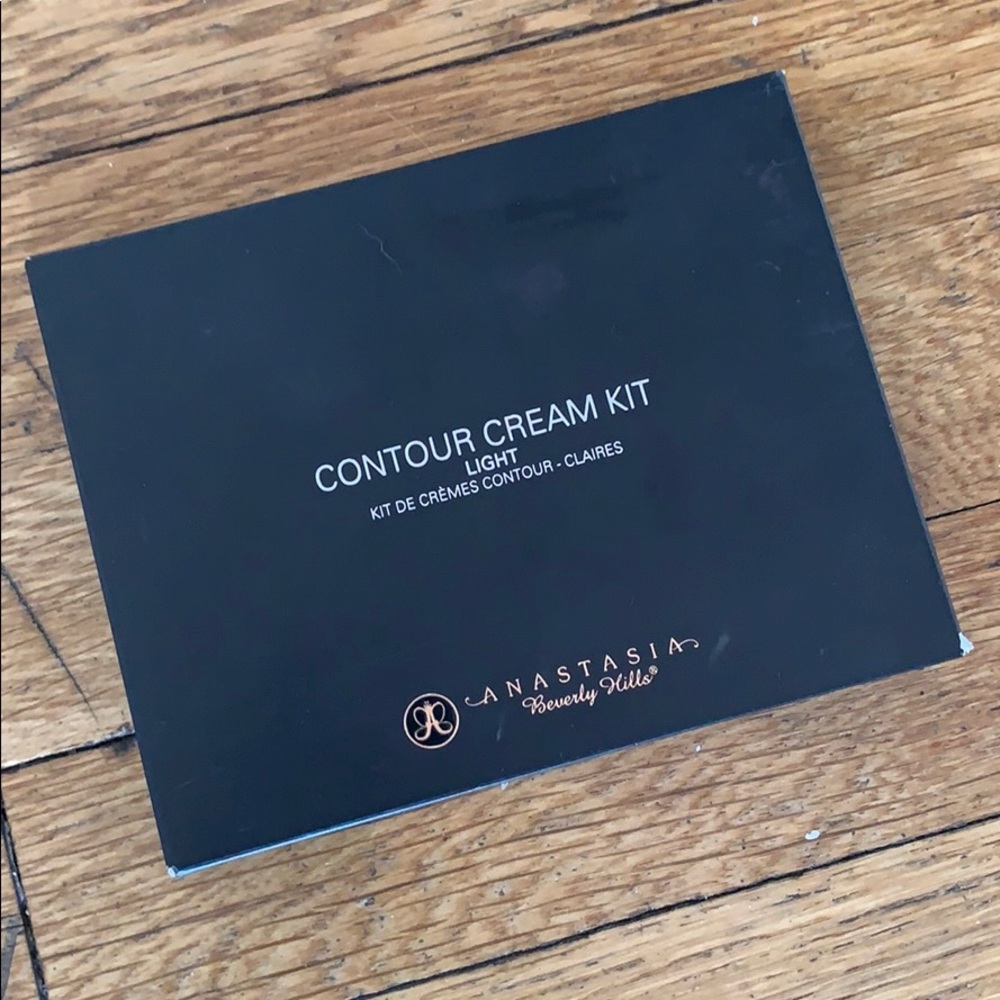 CONTOUR CREAM KIT
LIGHT
KIT DE CRÈMES CONTOUR - CLAIRES
ANASTASIA
Beverly Hills®